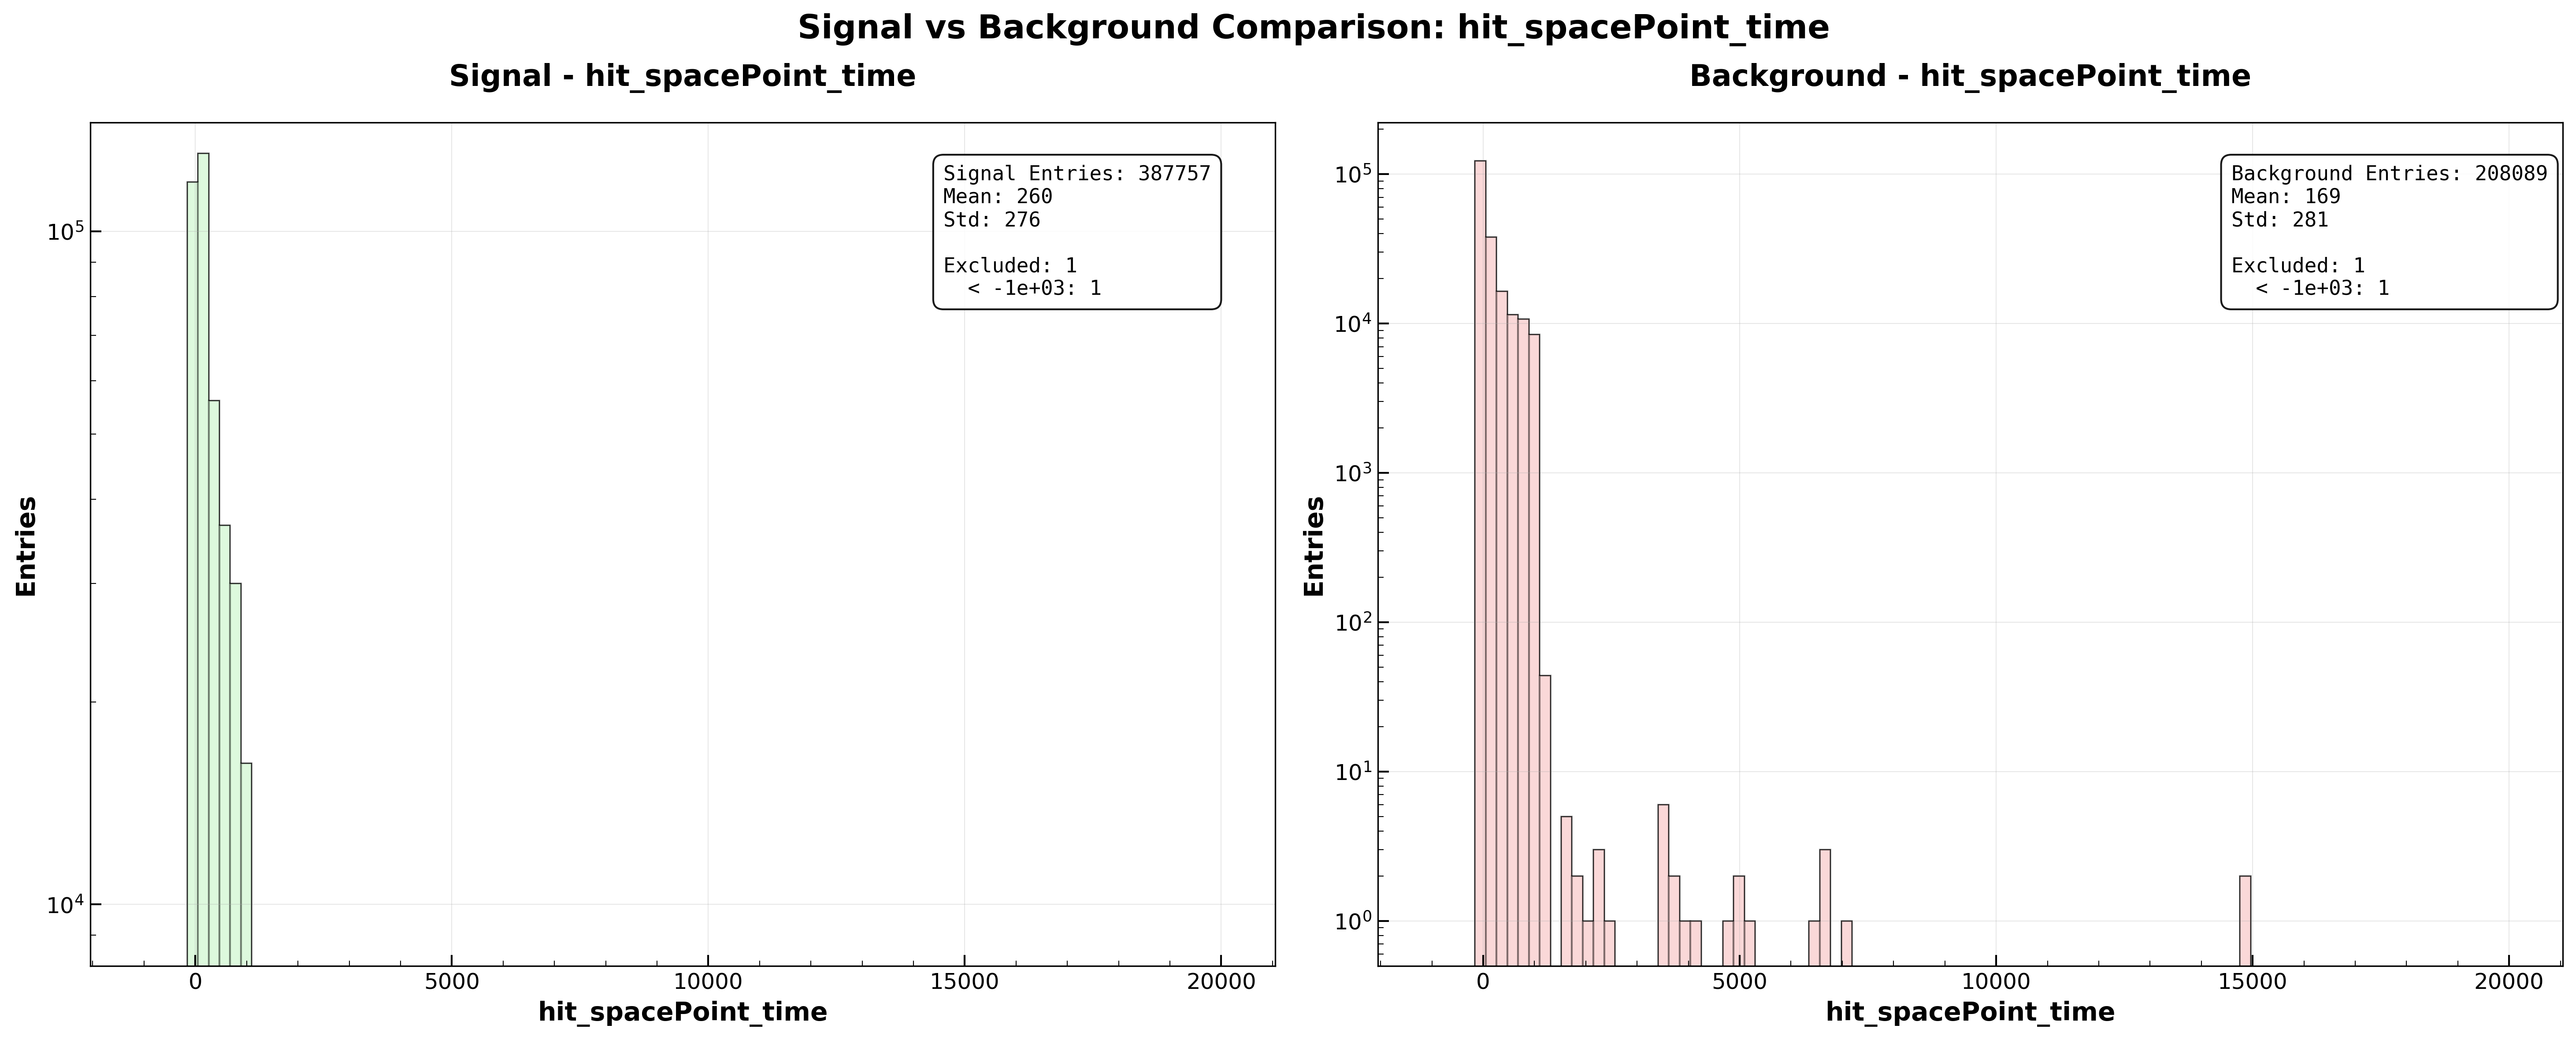 Signal vs Background Comparison: hit_spacePoint_time
Signal - hit_spacePoint_time
Signal Entries: 387757
Mean: 260
Std: 276
Excluded: 1
< -1e+03: 1
10⁵
10⁴
Entries
0
5000
10000
15000
20000
hit_spacePoint_time
Background - hit_spacePoint_time
Background Entries: 208089
Mean: 169
Std: 281
Excluded: 1
< -1e+03: 1
10⁵
10⁴
10³
10²
10¹
10⁰
Entries
0
5000
10000
15000
20000
hit_spacePoint_time